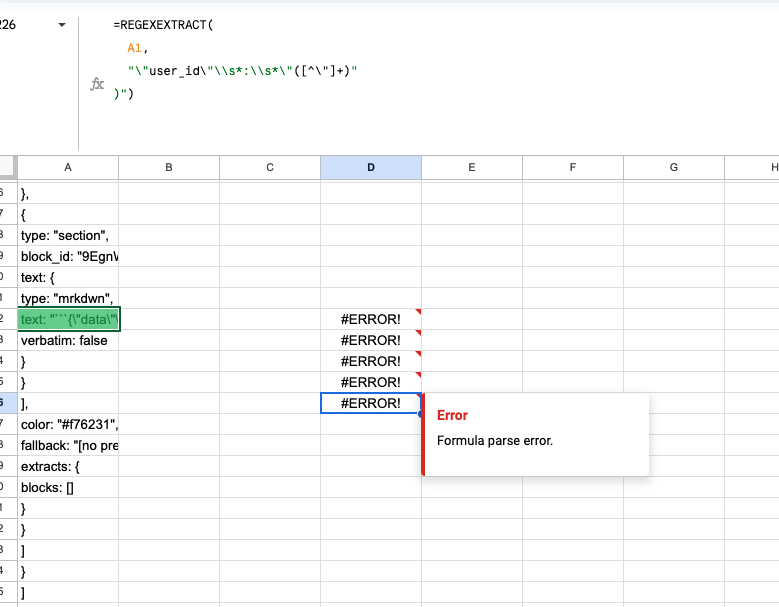 226
=REGEXEXTRACT(
A1,
"\"user_id\"\\s*:\\s*\"([^\"]+)"
)")
fx
A B C D E F G H
6 },
7 {
8 type: "section",
9 block_id: "9EgnV
0 text: {
1 type: "mrkdwn",
2 text: "```{\"data\" #ERROR!
3 verbatim: false #ERROR!
4 } #ERROR!
5 } #ERROR!
6 ], #ERROR!
Error
7 color: "#f76231",
8 fallback: "[no pre
Formula parse error.
9 extracts: {
0 blocks: []
1 }
2 }
3 ]
4 }
5 ]